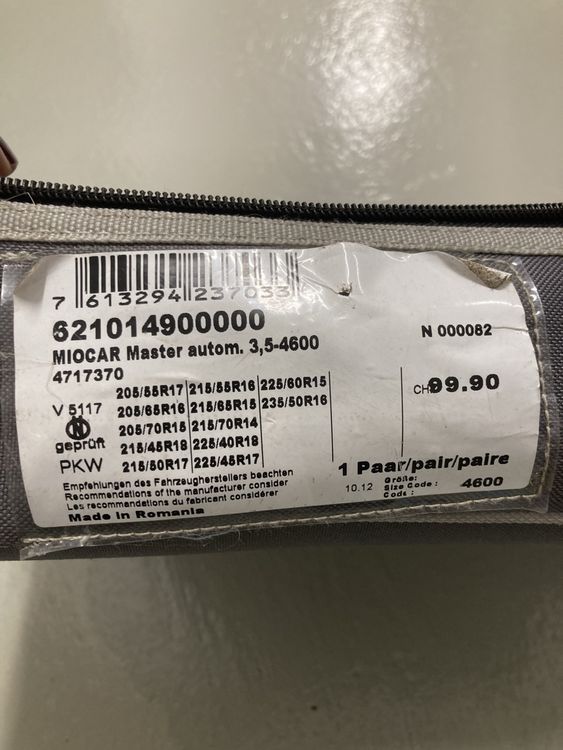 7 613294 237033
621014900000
N 000082
MIOCAR Master autom. 3,5-4600
4717370
CHF 99.90
205/55R17 215/55R16 225/60R15
V 5117
205/65R16 215/65R15 235/50R16
205/70R15 215/70R14
geprüft
215/45R18 225/40R18
PKW
215/50R17 225/45R17
1 Paar/pair/paire
Empfehlungen des Fahrzeugherstellers beachten
Recommendations of the manufacturer consider
Les recommendations du fabricant considérer
Made in Romania
10.12
Größe:
Size Code: 4600
Code: